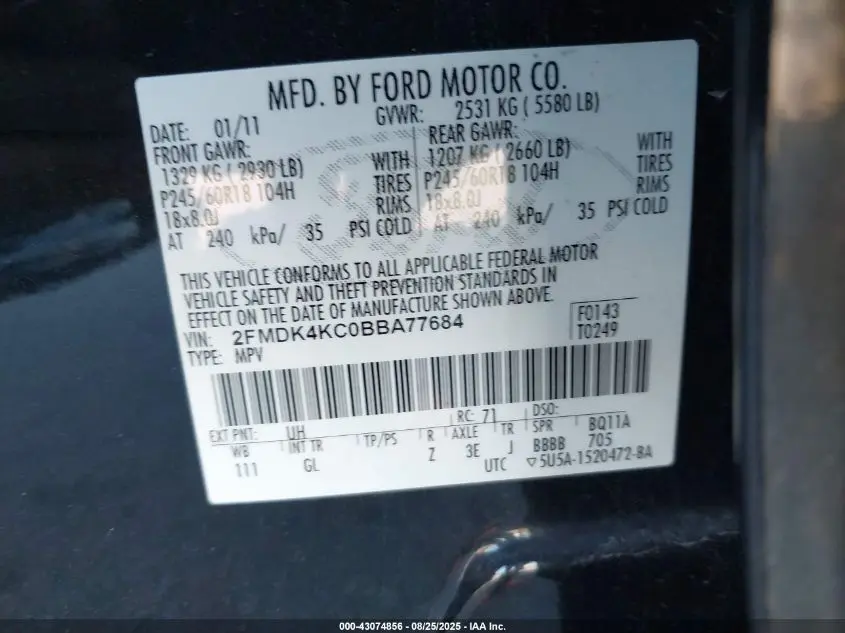 MFD. BY FORD MOTOR CO.
DATE: 01/11 GVWR: 2531 KG ( 5580 LB)
FRONT GAWR: REAR GAWR:
1329 KG ( 2930 LB) WITH 1207 KG ( 2660 LB) WITH
P245/60R18 104H TIRES P245/60R18 104H TIRES
18x8.0J RIMS 18x8.0J RIMS
AT 240 kPa/ 35 PSI COLD AT 240 kPa/ 35 PSI COLD
THIS VEHICLE CONFORMS TO ALL APPLICABLE FEDERAL MOTOR
VEHICLE SAFETY AND THEFT PREVENTION STANDARDS IN
EFFECT ON THE DATE OF MANUFACTURE SHOWN ABOVE.
VIN: 2FMDK4KC0BBA77684 F0143
TYPE: MPV T0249
EXT PNT: UH RC: 71 DSO:
WB INT TR TP/PS R AXLE TR SPR BQ11A
111 GL Z 3E J BBBB 705
UTC ▽5U5A-1520472-BA
000-43074856 - 08/25/2025 - IAA Inc.